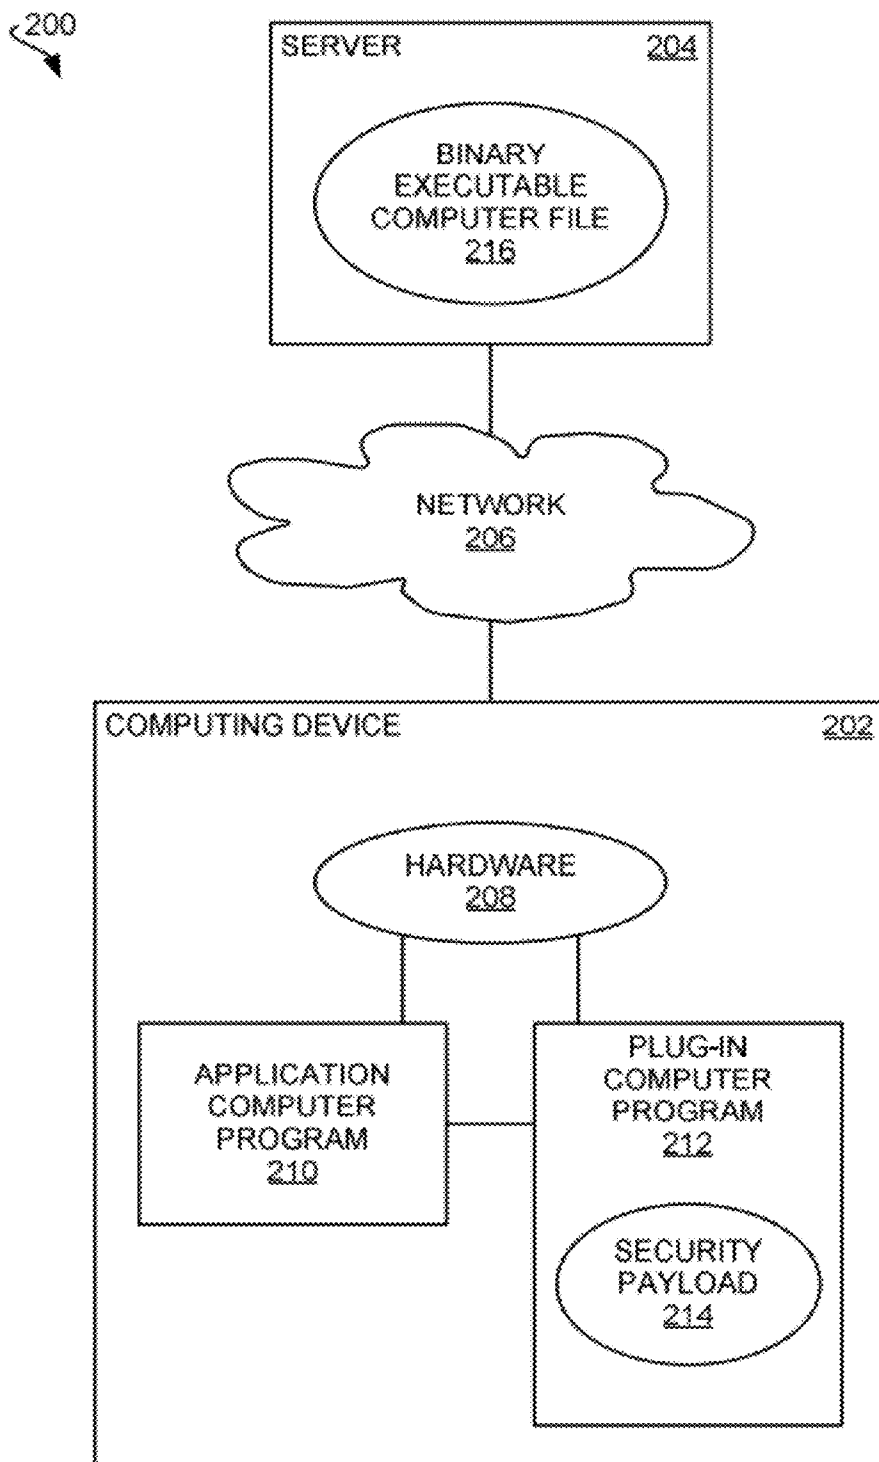 200
SERVER 204
BINARY
EXECUTABLE
COMPUTER FILE
216
NETWORK
206
COMPUTING DEVICE 202
HARDWARE
208
APPLICATION
COMPUTER
PROGRAM
210
PLUG-IN
COMPUTER
PROGRAM
212
SECURITY
PAYLOAD
214